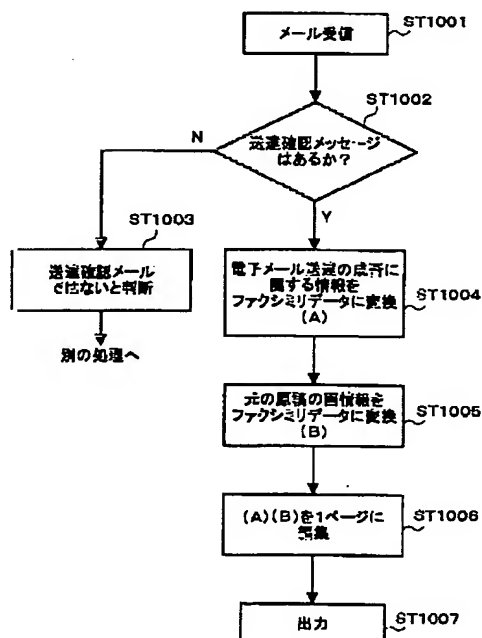 メール受信
ST1001
ST1002
送達確認メッセージ
はあるか？
N
Y
ST1003
送達確認メール
ではないと判断
別の処理へ
電子メール送達の成否に
関する情報を
ファクシミリデータに変換
(A)
ST1004
元の原稿の画情報を
ファクシミリデータに変換
(B)
ST1005
(A)(B)を1ページに
編集
ST1006
出力
ST1007